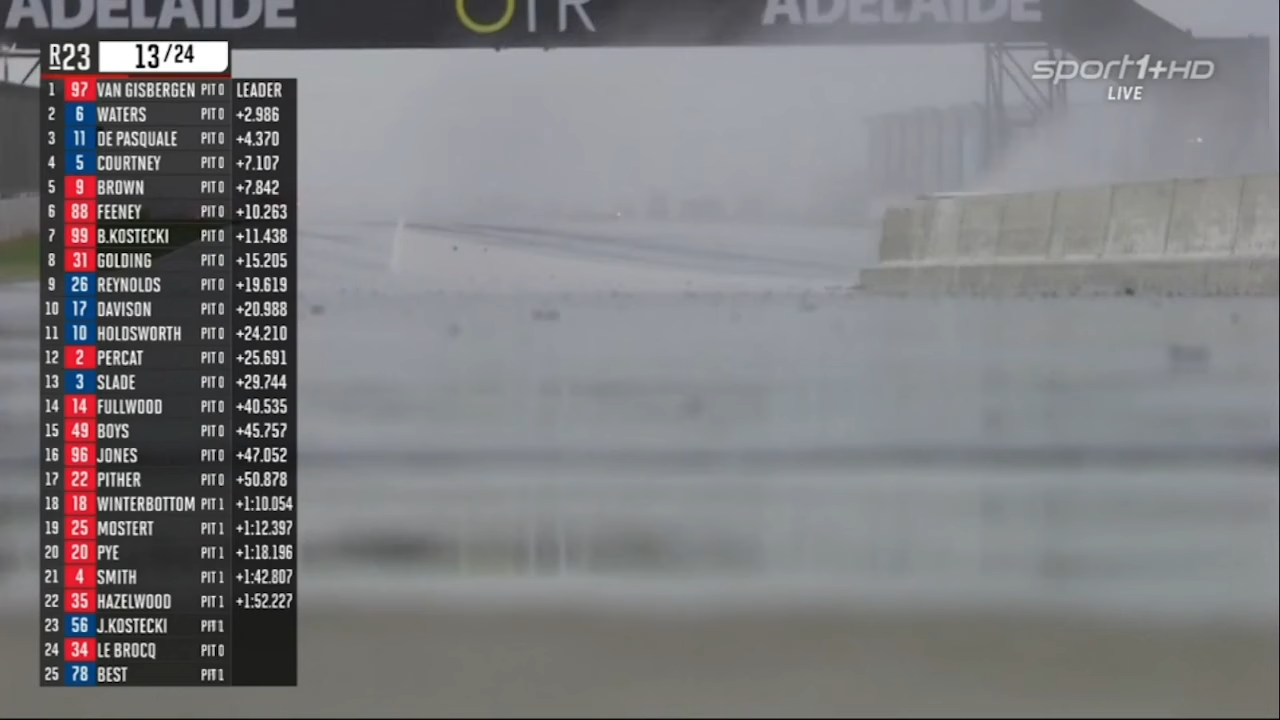 ADELAIDE OTR ADELAIDE
R23 13/24
sport1+HD
LIVE
1 97 VAN GISBERGEN PIT 0 LEADER
2 6 WATERS PIT 0 +2.986
3 11 DE PASQUALE PIT 0 +4.370
4 5 COURTNEY PIT 0 +7.107
5 9 BROWN PIT 0 +7.842
6 88 FEENEY PIT 0 +10.263
7 99 B.KOSTECKI PIT 0 +11.438
8 31 GOLDING PIT 0 +15.205
9 26 REYNOLDS PIT 0 +19.619
10 17 DAVISON PIT 0 +20.988
11 10 HOLDSWORTH PIT 0 +24.210
12 2 PERCAT PIT 0 +25.691
13 3 SLADE PIT 0 +29.744
14 14 FULLWOOD PIT 0 +40.535
15 49 BOYS PIT 0 +45.757
16 96 JONES PIT 0 +47.052
17 22 PITHER PIT 0 +50.878
18 18 WINTERBOTTOM PIT 1 +1:10.054
19 25 MOSTERT PIT 1 +1:12.397
20 20 PYE PIT 1 +1:18.196
21 4 SMITH PIT 1 +1:42.807
22 35 HAZELWOOD PIT 1 +1:52.227
23 56 J.KOSTECKI PIT 1
24 34 LE BROCQ PIT 0
25 78 BEST PIT 1